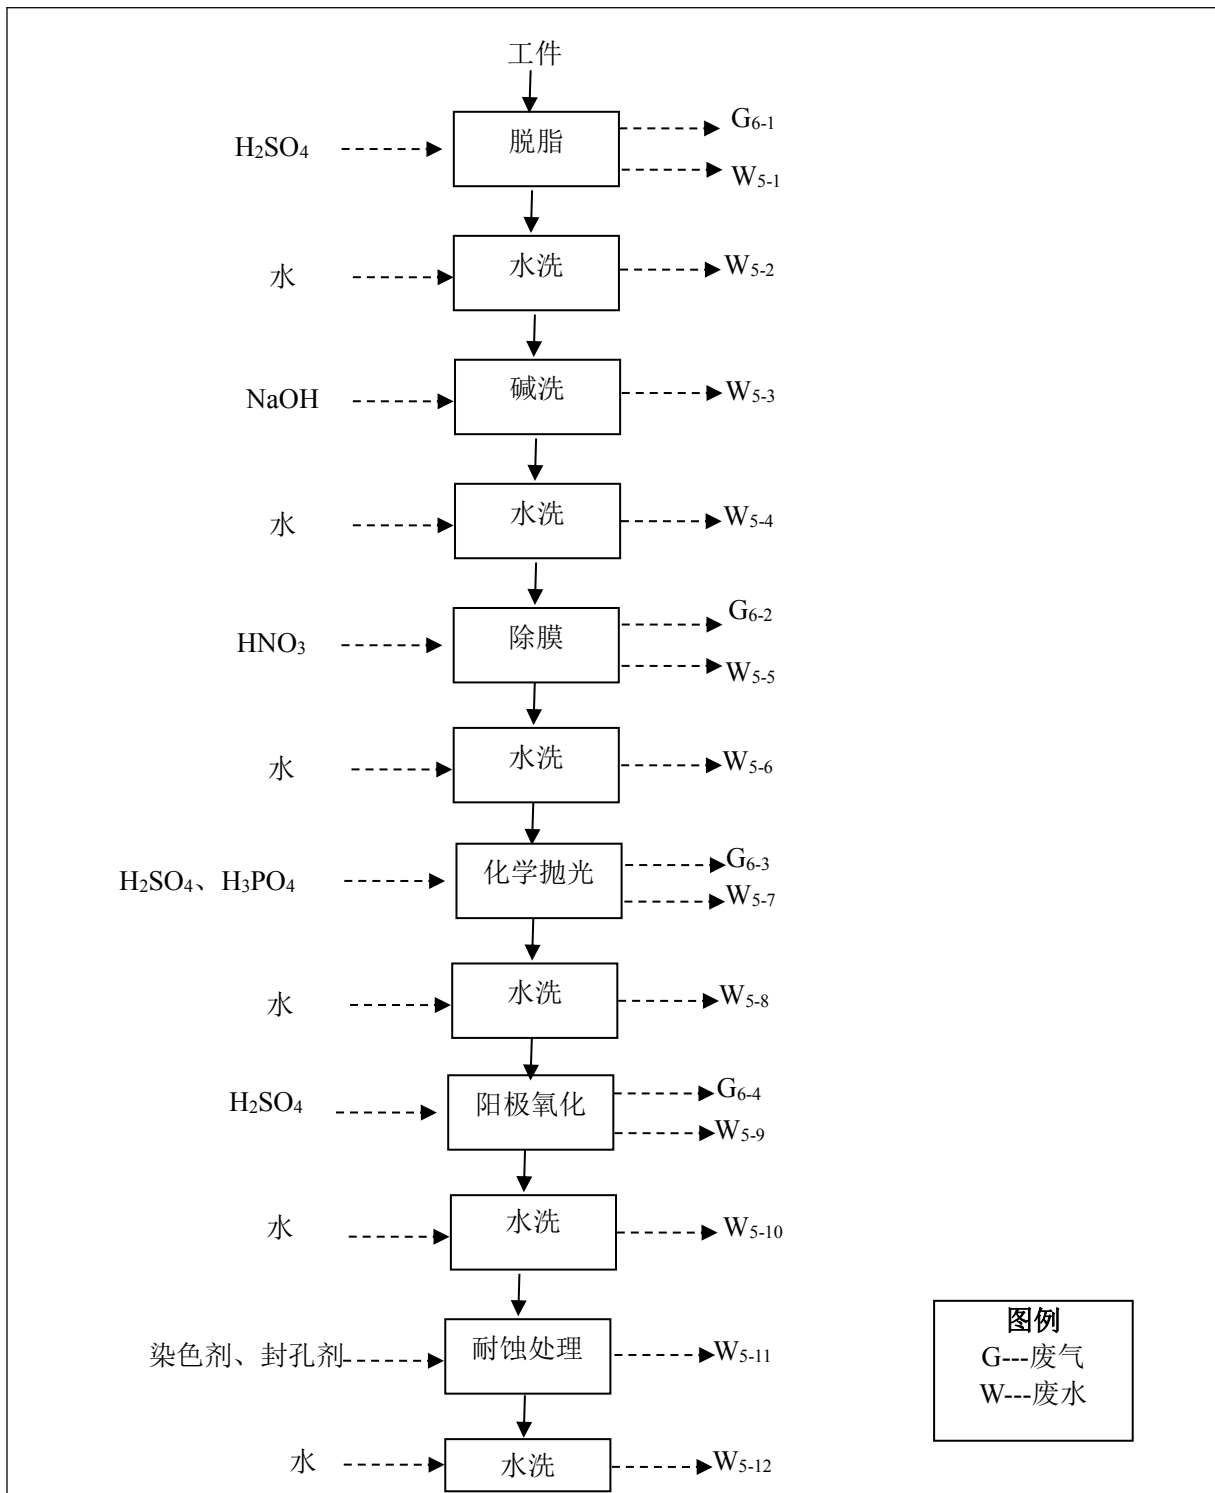 工件
H₂SO₄ 脱脂 G₆₋₁
W₅₋₁
水 水洗 W₅₋₂
NaOH 碱洗 W₅₋₃
水 水洗 W₅₋₄
HNO₃ 除膜 G₆₋₂
W₅₋₅
水 水洗 W₅₋₆
H₂SO₄、H₃PO₄ 化学抛光 G₆₋₃
W₅₋₇
水 水洗 W₅₋₈
H₂SO₄ 阳极氧化 G₆₋₄
W₅₋₉
水 水洗 W₅₋₁₀
染色剂、封孔剂 耐蚀处理 W₅₋₁₁
水 水洗 W₅₋₁₂
图例
G---废气
W---废水